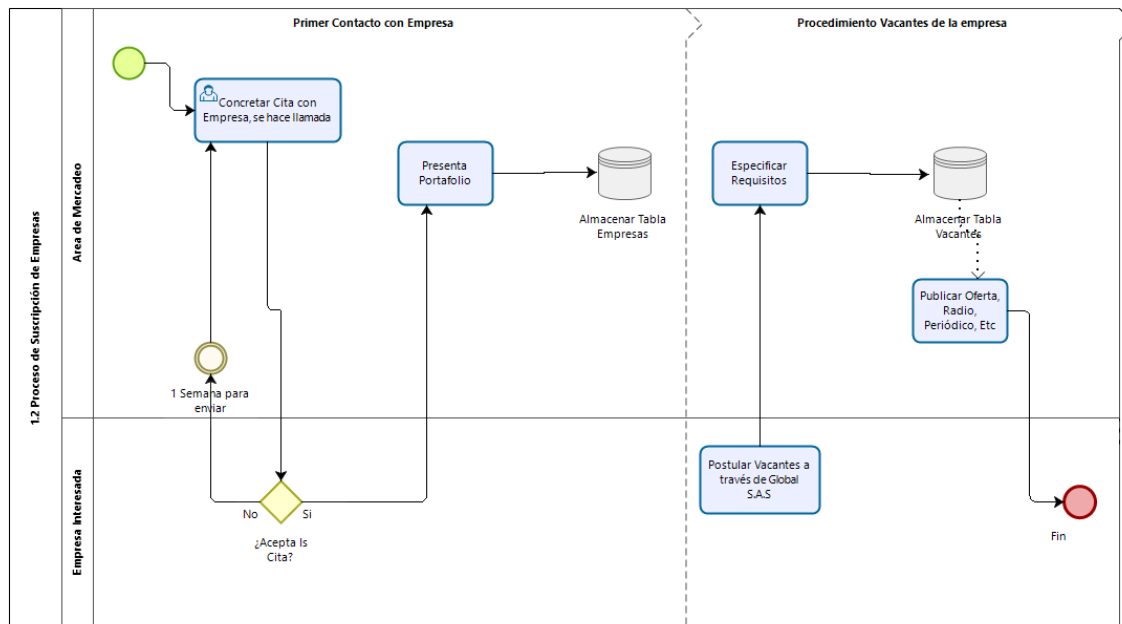 Primer Contacto con Empresa
Procedimiento Vacantes de la empresa
1.2 Proceso de Suscripción de Empresas
Area de Mercadeo
Concretar Cita con
Empresa, se hace llamada
Presenta
Portafolio
Almacenar Tabla
Empresas
Especificar
Requisitos
Almacenar Tabla
Vacantes
Publicar Oferta,
Radio,
Periódico, Etc
1 Semana para
enviar
Empresa Interesada
Postular Vacantes a
través de Global
S.A.S
No
Si
¿Acepta ls
Cita?
Fin